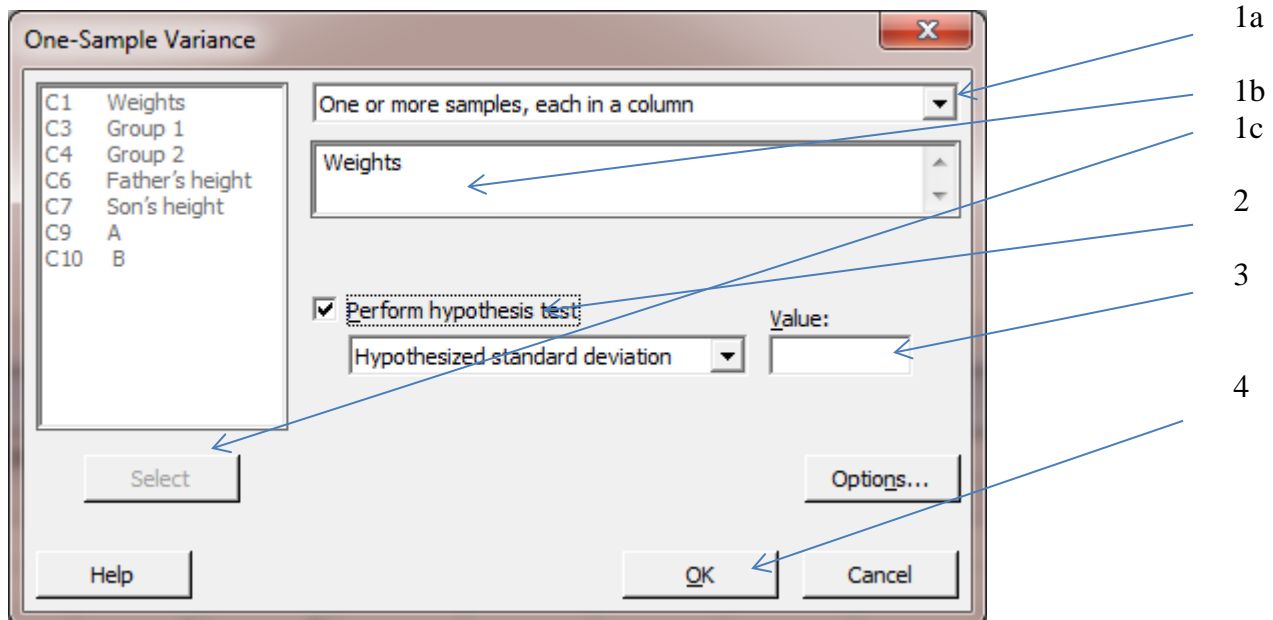 One-Sample Variance
x
C1 Weights
C3 Group 1
C4 Group 2
C6 Father's height
C7 Son's height
C9 A
C10 B
One or more samples, each in a column
Weights
Perform hypothesis test
Hypothesized standard deviation
Value:
Select
Options...
Help
OK
Cancel
1a
1b
1c
2
3
4